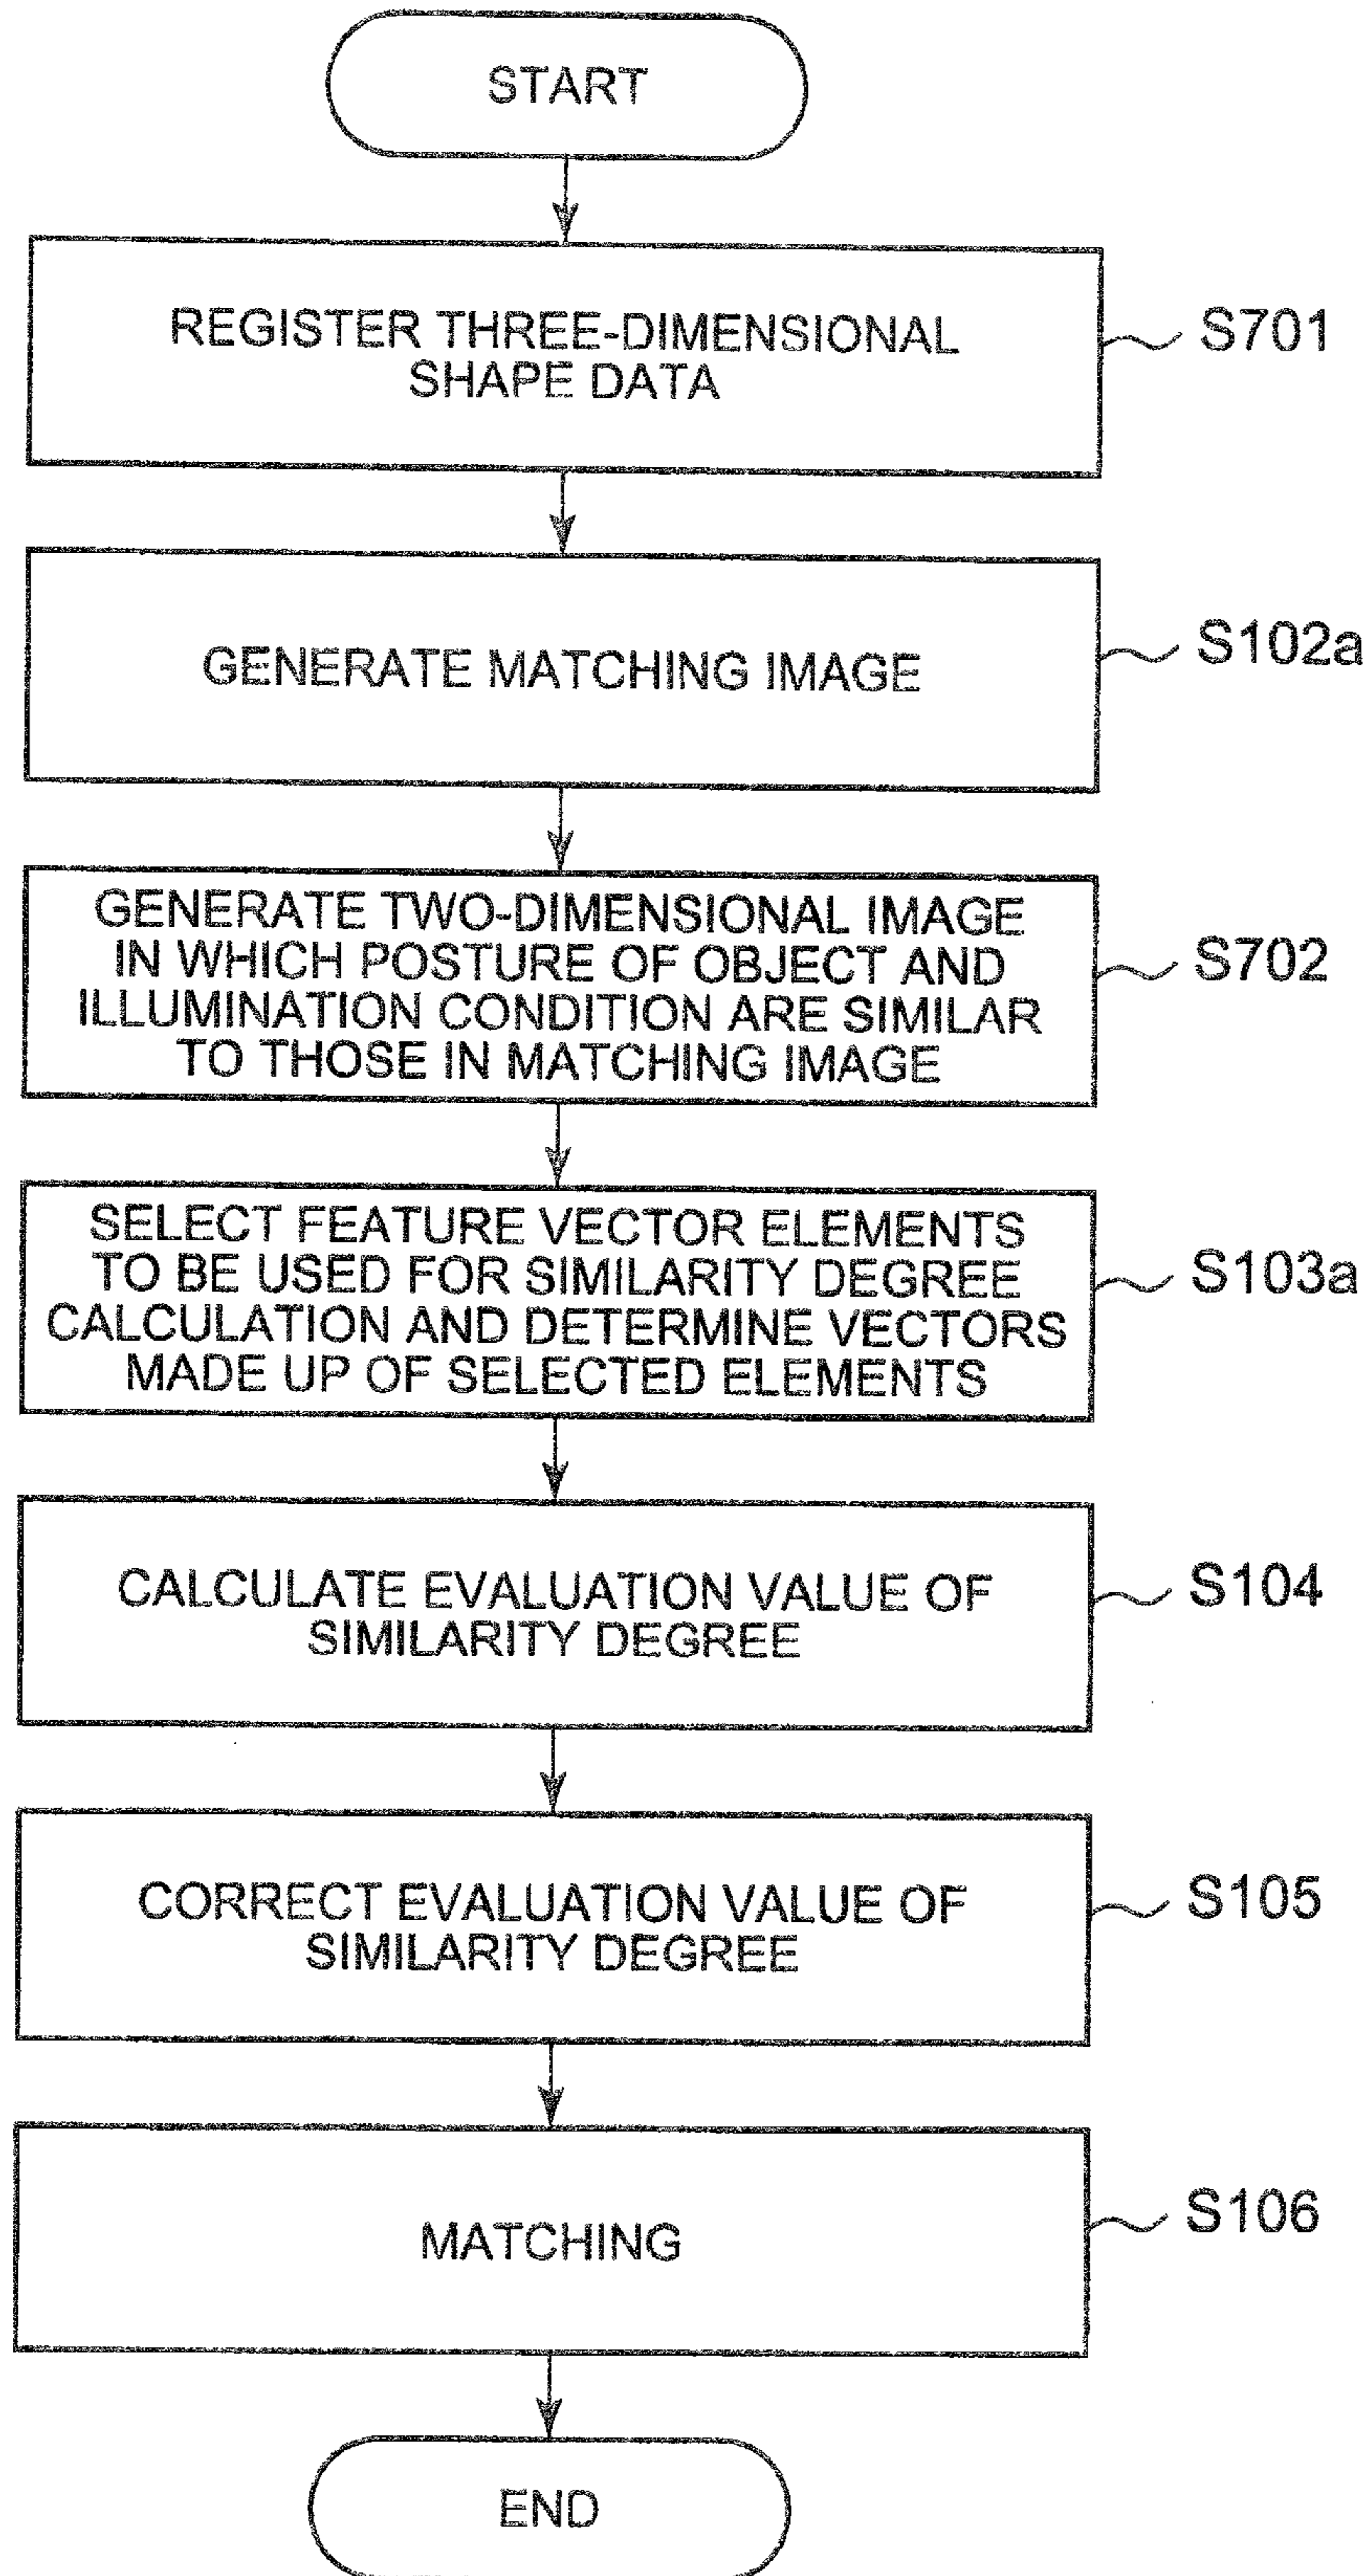 START
REGISTER THREE-DIMENSIONAL
SHAPE DATA
S701
GENERATE MATCHING IMAGE
S102a
GENERATE TWO-DIMENSIONAL IMAGE
IN WHICH POSTURE OF OBJECT AND
ILLUMINATION CONDITION ARE SIMILAR
TO THOSE IN MATCHING IMAGE
S702
SELECT FEATURE VECTOR ELEMENTS
TO BE USED FOR SIMILARITY DEGREE
CALCULATION AND DETERMINE VECTORS
MADE UP OF SELECTED ELEMENTS
S103a
CALCULATE EVALUATION VALUE OF
SIMILARITY DEGREE
S104
CORRECT EVALUATION VALUE OF
SIMILARITY DEGREE
S105
MATCHING
S106
END